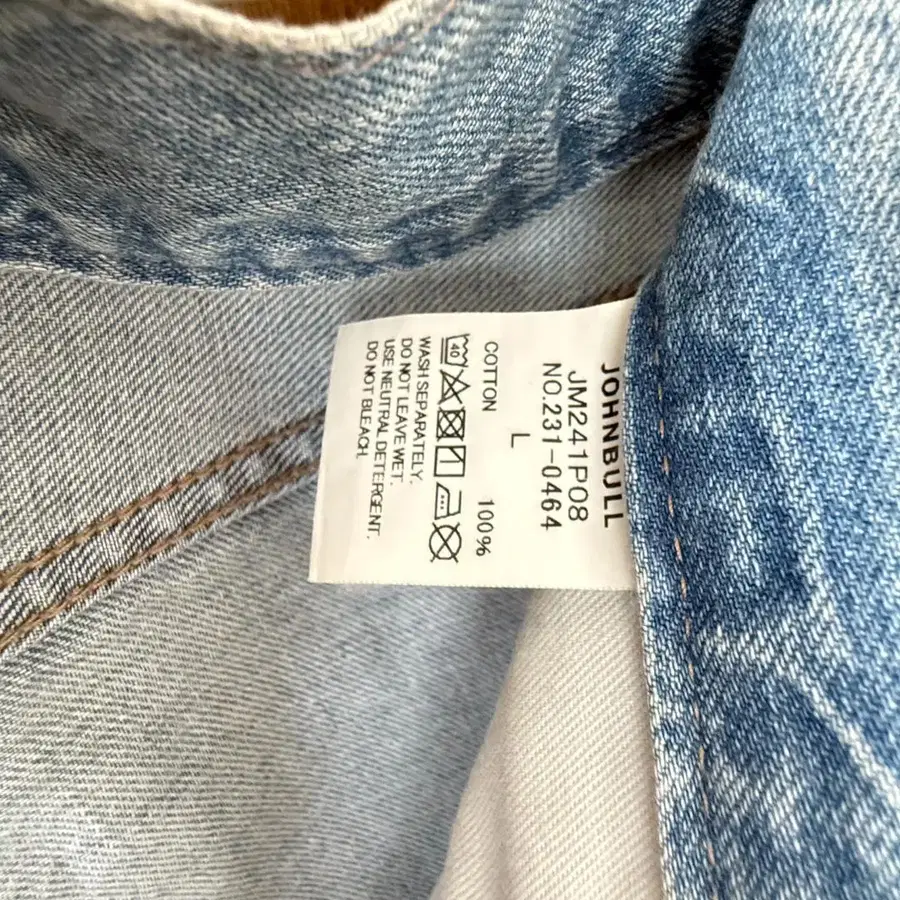 JOHNBULL
JM241P08
NO.231-0464
L
COTTON 100%
40
WASH SEPARATELY.
DO NOT LEAVE WET.
USE NEUTRAL DETERGENT.
DO NOT BLEACH.